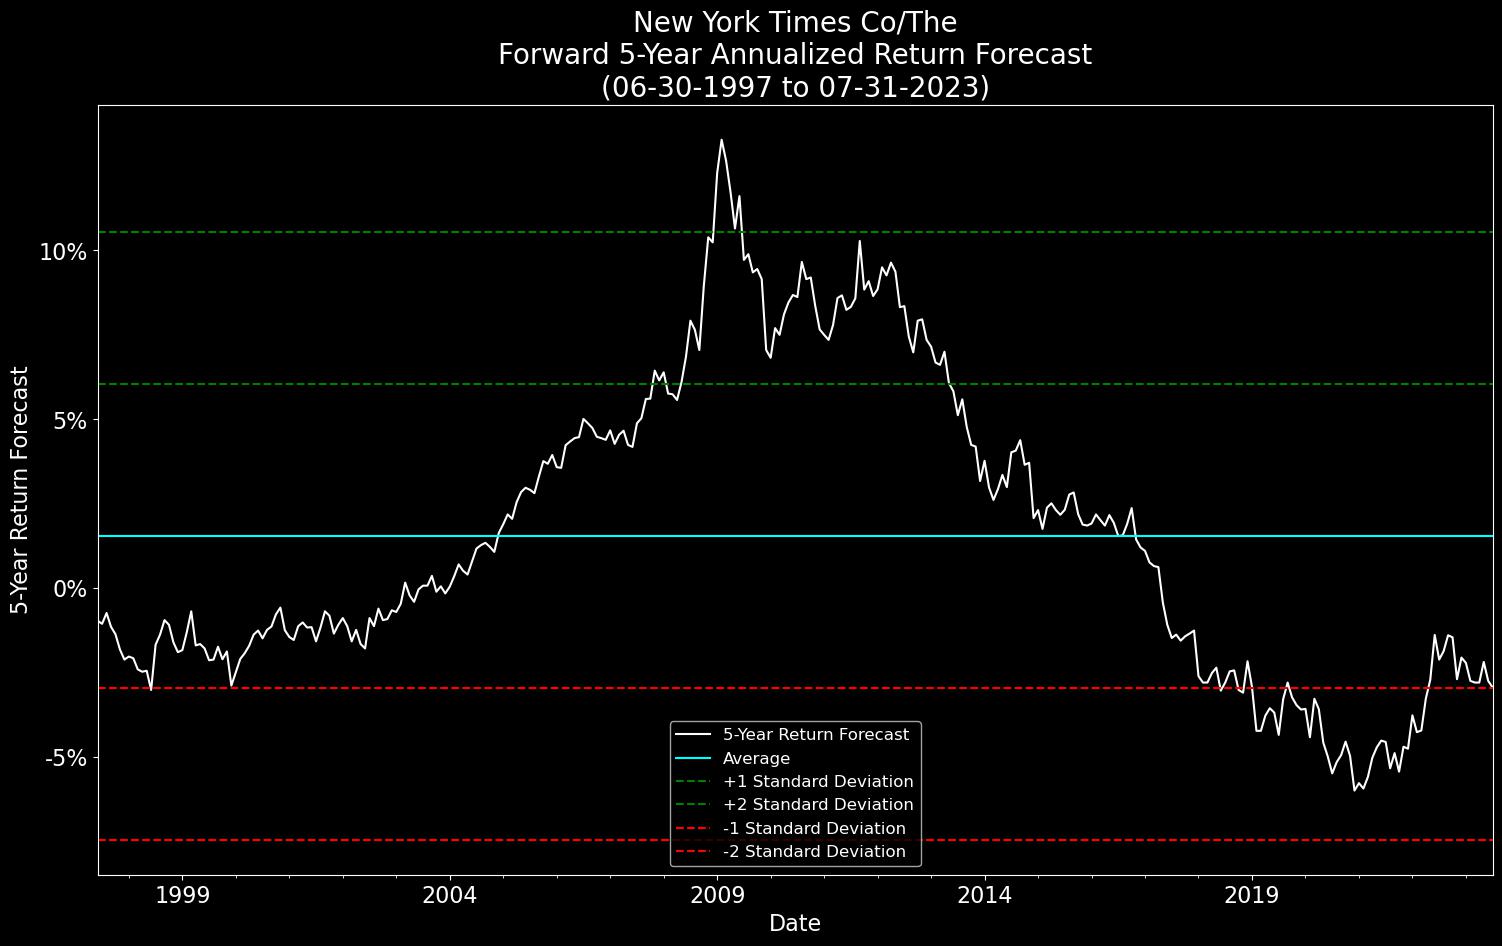 New York Times Co/The
Forward 5-Year Annualized Return Forecast
(06-30-1997 to 07-31-2023)
5-Year Return Forecast
10%
5%
0%
-5%
5-Year Return Forecast
Average
+1 Standard Deviation
+2 Standard Deviation
-1 Standard Deviation
-2 Standard Deviation
1999 2004 2009 2014 2019
Date